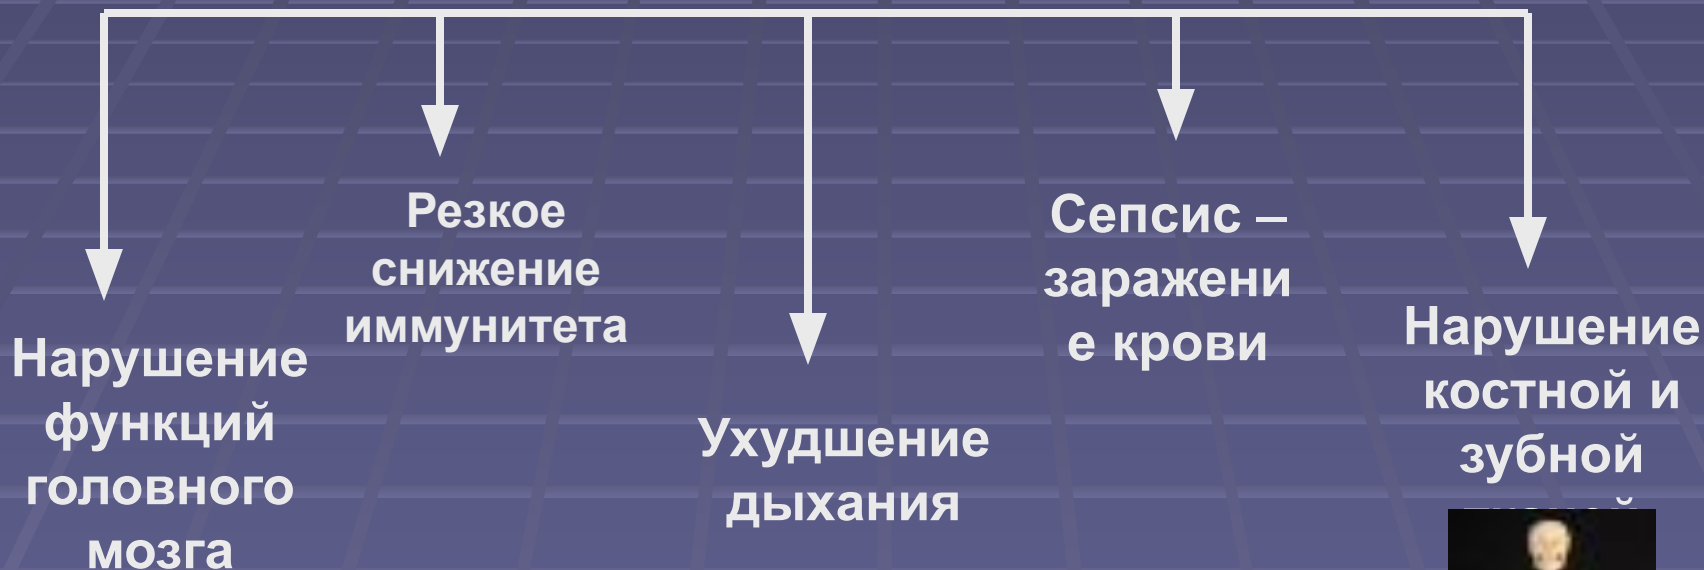 Нарушение
функций
головного
мозга
Резкое
снижение
иммунитета
Ухудшение
дыхания
Сепсис –
заражени
е крови
Нарушение
костной и
зубной